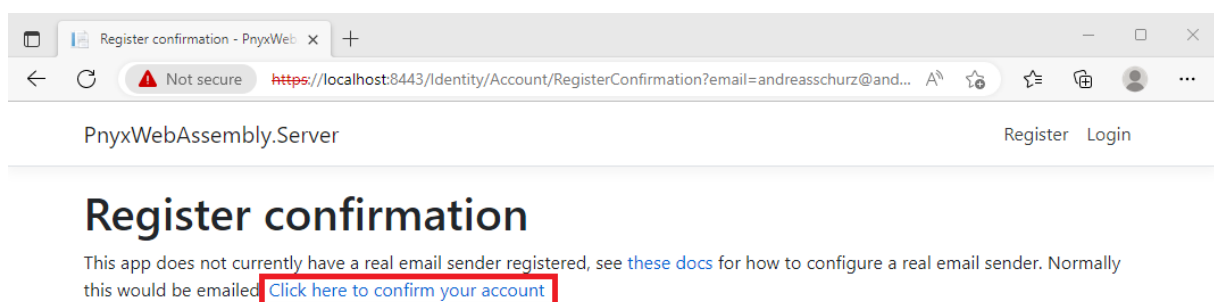 Register confirmation - PnyxWeb
Not secure https://localhost:8443/Identity/Account/RegisterConfirmation?email=andreasschurz@and...
PnyxWebAssembly.Server Register Login
Register confirmation
This app does not currently have a real email sender registered, see these docs for how to configure a real email sender. Normally
this would be emailed Click here to confirm your account